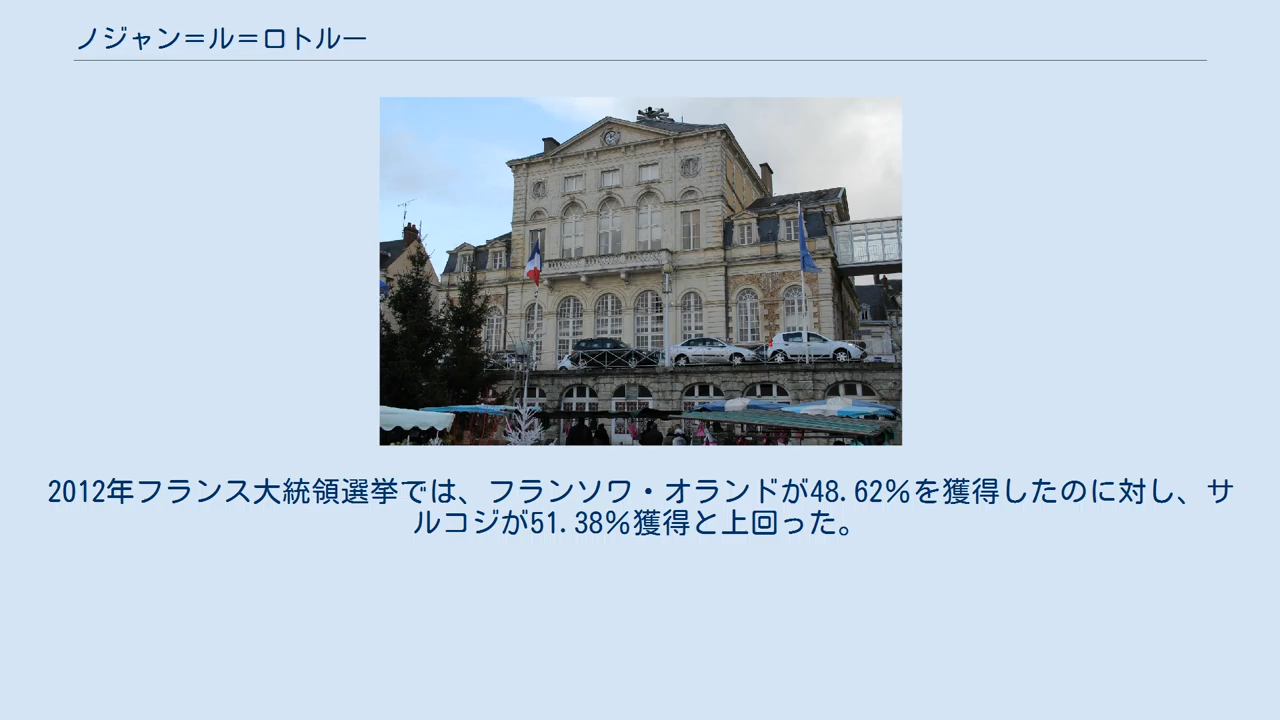 ノジャン＝ル＝ロトルー
2012年フランス大統領選挙では、フランソワ・オランドが48.62％を獲得したのに対し、サ
ルコジが51.38％獲得と上回った。